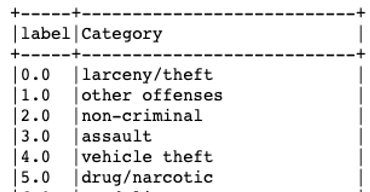 +-----+---------------------------+
|label|Category                   |
+-----+---------------------------+
|0.0  |larceny/theft              |
|1.0  |other offenses             |
|2.0  |non-criminal               |
|3.0  |assault                    |
|4.0  |vehicle theft              |
|5.0  |drug/narcotic              |